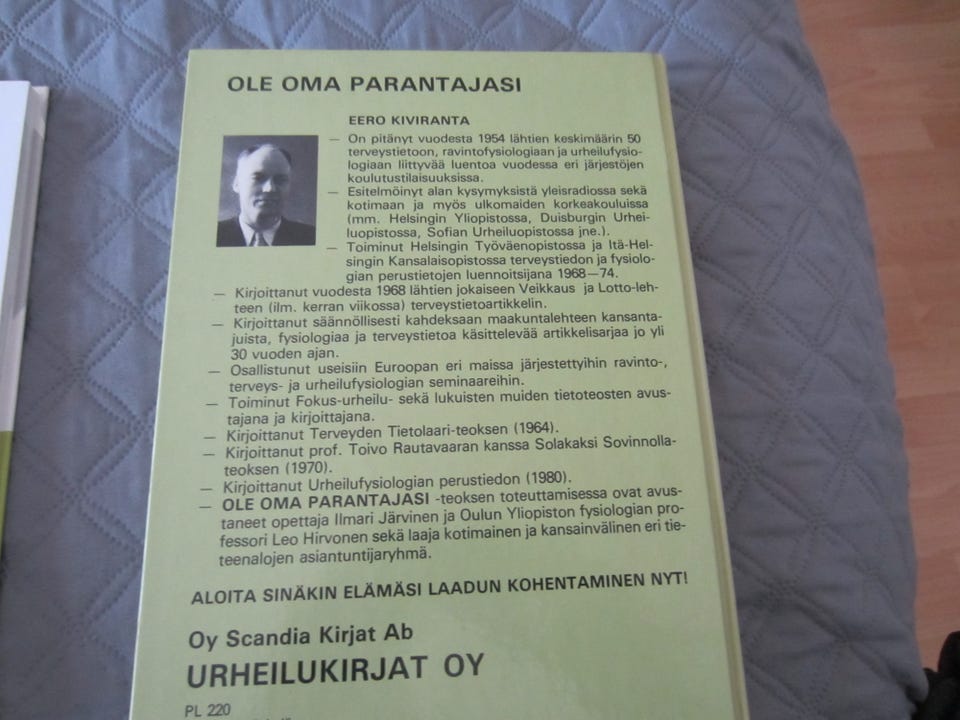 OLE OMA PARANTAJASI
EERO KIVIRANTA
— On pitänyt vuodesta 1954 lähtien keskimäärin 50
terveystietoon, ravintofysiologiaan ja urheilufysio-
logiaan liittyvää luentoa vuodessa eri järjestöjen
koulutustilaisuuksissa.
— Esitelmöinyt alan kysymyksistä yleisradiossa sekä
kotimaan ja myös ulkomaiden korkeakouluissa
(mm. Helsingin Yliopistossa, Duisburgin Urhei-
luopistossa, Sofian Urheiluopistossa jne.).
— Toiminut Helsingin Työväenopistossa ja Itä-Hel-
singin Kansalaisopistossa terveystiedon ja fysiolo-
gian perustietojen luennoitsijana 1968—74.
— Kirjoittanut vuodesta 1968 lähtien jokaiseen Veikkaus ja Lotto-leh-
teen (ilm. kerran viikossa) terveystietoartikkelin.
— Kirjoittanut säännöllisesti kahdeksaan maakuntalehteen kansanta-
juista, fysiologiaa ja terveystietoa käsittelevää artikkelisarjaa jo yli
30 vuoden ajan.
— Osallistunut useisiin Euroopan eri maissa järjestettyihin ravinto-,
terveys- ja urheilufysiologian seminaareihin.
— Toiminut Fokus-urheilu- sekä lukuisten muiden tietoteosten avus-
tajana ja kirjoittajana.
— Kirjoittanut Terveyden Tietolaari-teoksen (1964).
— Kirjoittanut prof. Toivo Rautavaaran kanssa Solakaksi Sovinnolla-
teoksen (1970).
— Kirjoittanut Urheilufysiologian perustiedon (1980).
— OLE OMA PARANTAJASI -teoksen toteuttamisessa ovat avus-
taneet opettaja Ilmari Järvinen ja Oulun Yliopiston fysiologian pro-
fessori Leo Hirvonen sekä laaja kotimainen ja kansainvälinen eri tie-
teenalojen asiantuntijaryhmä.
ALOITA SINÄKIN ELÄMÄSI LAADUN KOHENTAMINEN NYT!
Oy Scandia Kirjat Ab
URHEILUKIRJAT OY
PL 220